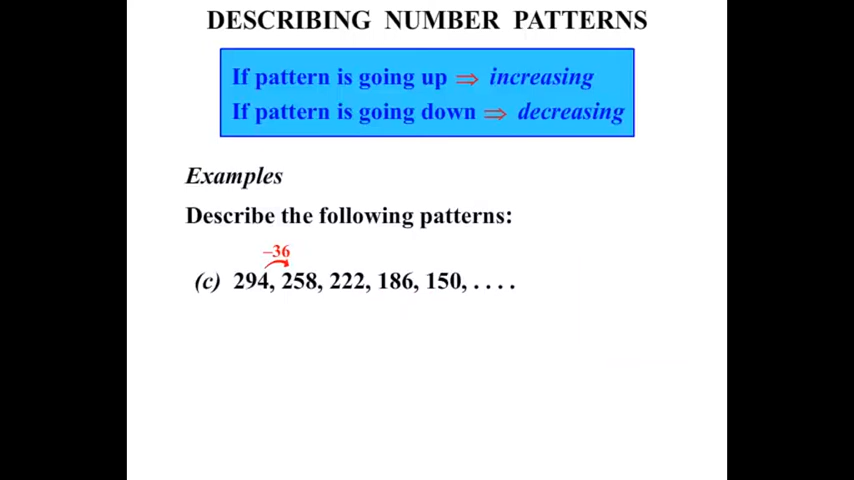 DESCRIBING NUMBER PATTERNS
If pattern is going up ⇒ increasing
If pattern is going down ⇒ decreasing
Examples
Describe the following patterns:
–36
(c) 294, 258, 222, 186, 150, . . . .